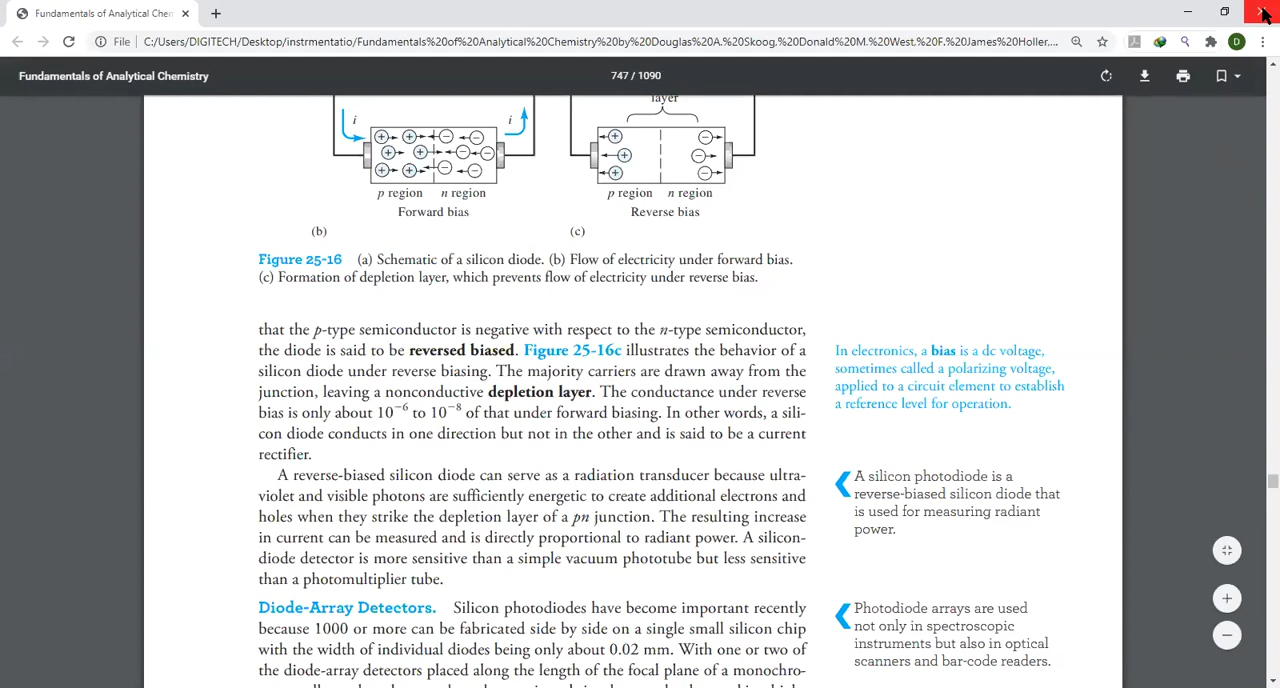 Fundamentals of Analytical Chem
File
C:/Users/DIGITECH/Desktop/instrmentatio/Fundamentals%20of%20Analytical%20Chemistry%20by%20Douglas%20A.%20Skoog,%20Donald%20M.%20West,%20F.%20James%20Holler,...
D
Fundamentals of Analytical Chemistry
747 / 1090
layer
i
i
p region
n region
p region
n region
Forward bias
Reverse bias
(b)
(c)
Figure 25-16 (a) Schematic of a silicon diode. (b) Flow of electricity under forward bias.
(c) Formation of depletion layer, which prevents flow of electricity under reverse bias.
that the p-type semiconductor is negative with respect to the n-type semiconductor,
the diode is said to be reversed biased. Figure 25-16c illustrates the behavior of a
silicon diode under reverse biasing. The majority carriers are drawn away from the
junction, leaving a nonconductive depletion layer. The conductance under reverse
bias is only about 10⁻⁶ to 10⁻⁸ of that under forward biasing. In other words, a sili-
con diode conducts in one direction but not in the other and is said to be a current
rectifier.
In electronics, a bias is a dc voltage,
sometimes called a polarizing voltage,
applied to a circuit element to establish
a reference level for operation.
A reverse-biased silicon diode can serve as a radiation transducer because ultra-
violet and visible photons are sufficiently energetic to create additional electrons and
holes when they strike the depletion layer of a pn junction. The resulting increase
in current can be measured and is directly proportional to radiant power. A silicon-
diode detector is more sensitive than a simple vacuum phototube but less sensitive
than a photomultiplier tube.
A silicon photodiode is a
reverse-biased silicon diode that
is used for measuring radiant
power.
Diode-Array Detectors. Silicon photodiodes have become important recently
because 1000 or more can be fabricated side by side on a single small silicon chip
with the width of individual diodes being only about 0.02 mm. With one or two of
the diode-array detectors placed along the length of the focal plane of a monochro-
Photodiode arrays are used
not only in spectroscopic
instruments but also in optical
scanners and bar-code readers.